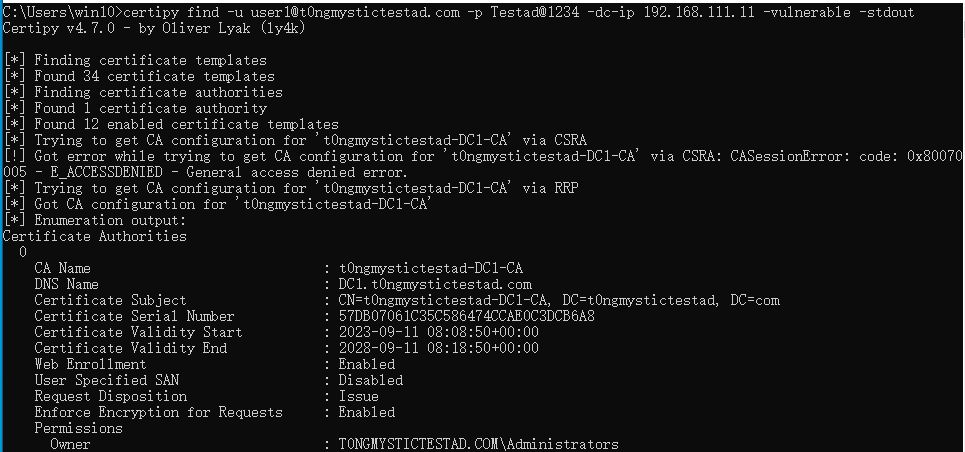 C:\Users\win10>certipy find -u user1@t0ngmystictestad.com -p Testad@1234 -dc-ip 192.168.111.11 -vulnerable -stdout
Certipy v4.7.0 - by Oliver Lyak (ly4k)
[*] Finding certificate templates
[*] Found 34 certificate templates
[*] Finding certificate authorities
[*] Found 1 certificate authority
[*] Found 12 enabled certificate templates
[*] Trying to get CA configuration for 't0ngmystictestad-DC1-CA' via CSRA
[!] Got error while trying to get CA configuration for 't0ngmystictestad-DC1-CA' via CSRA: CASessionError: code: 0x80070
005 - E_ACCESSDENIED - General access denied error.
[*] Trying to get CA configuration for 't0ngmystictestad-DC1-CA' via RRP
[*] Got CA configuration for 't0ngmystictestad-DC1-CA'
[*] Enumeration output:
Certificate Authorities
0
CA Name : t0ngmystictestad-DC1-CA
DNS Name : DC1.t0ngmystictestad.com
Certificate Subject : CN=t0ngmystictestad-DC1-CA, DC=t0ngmystictestad, DC=com
Certificate Serial Number : 57DB07061C35C586474CCAE0C3DCB6A8
Certificate Validity Start : 2023-09-11 08:08:50+00:00
Certificate Validity End : 2028-09-11 08:18:50+00:00
Web Enrollment : Enabled
User Specified SAN : Disabled
Request Disposition : Issue
Enforce Encryption for Requests : Enabled
Permissions
Owner : T0NGMYSTICTESTAD.COM\Administrators